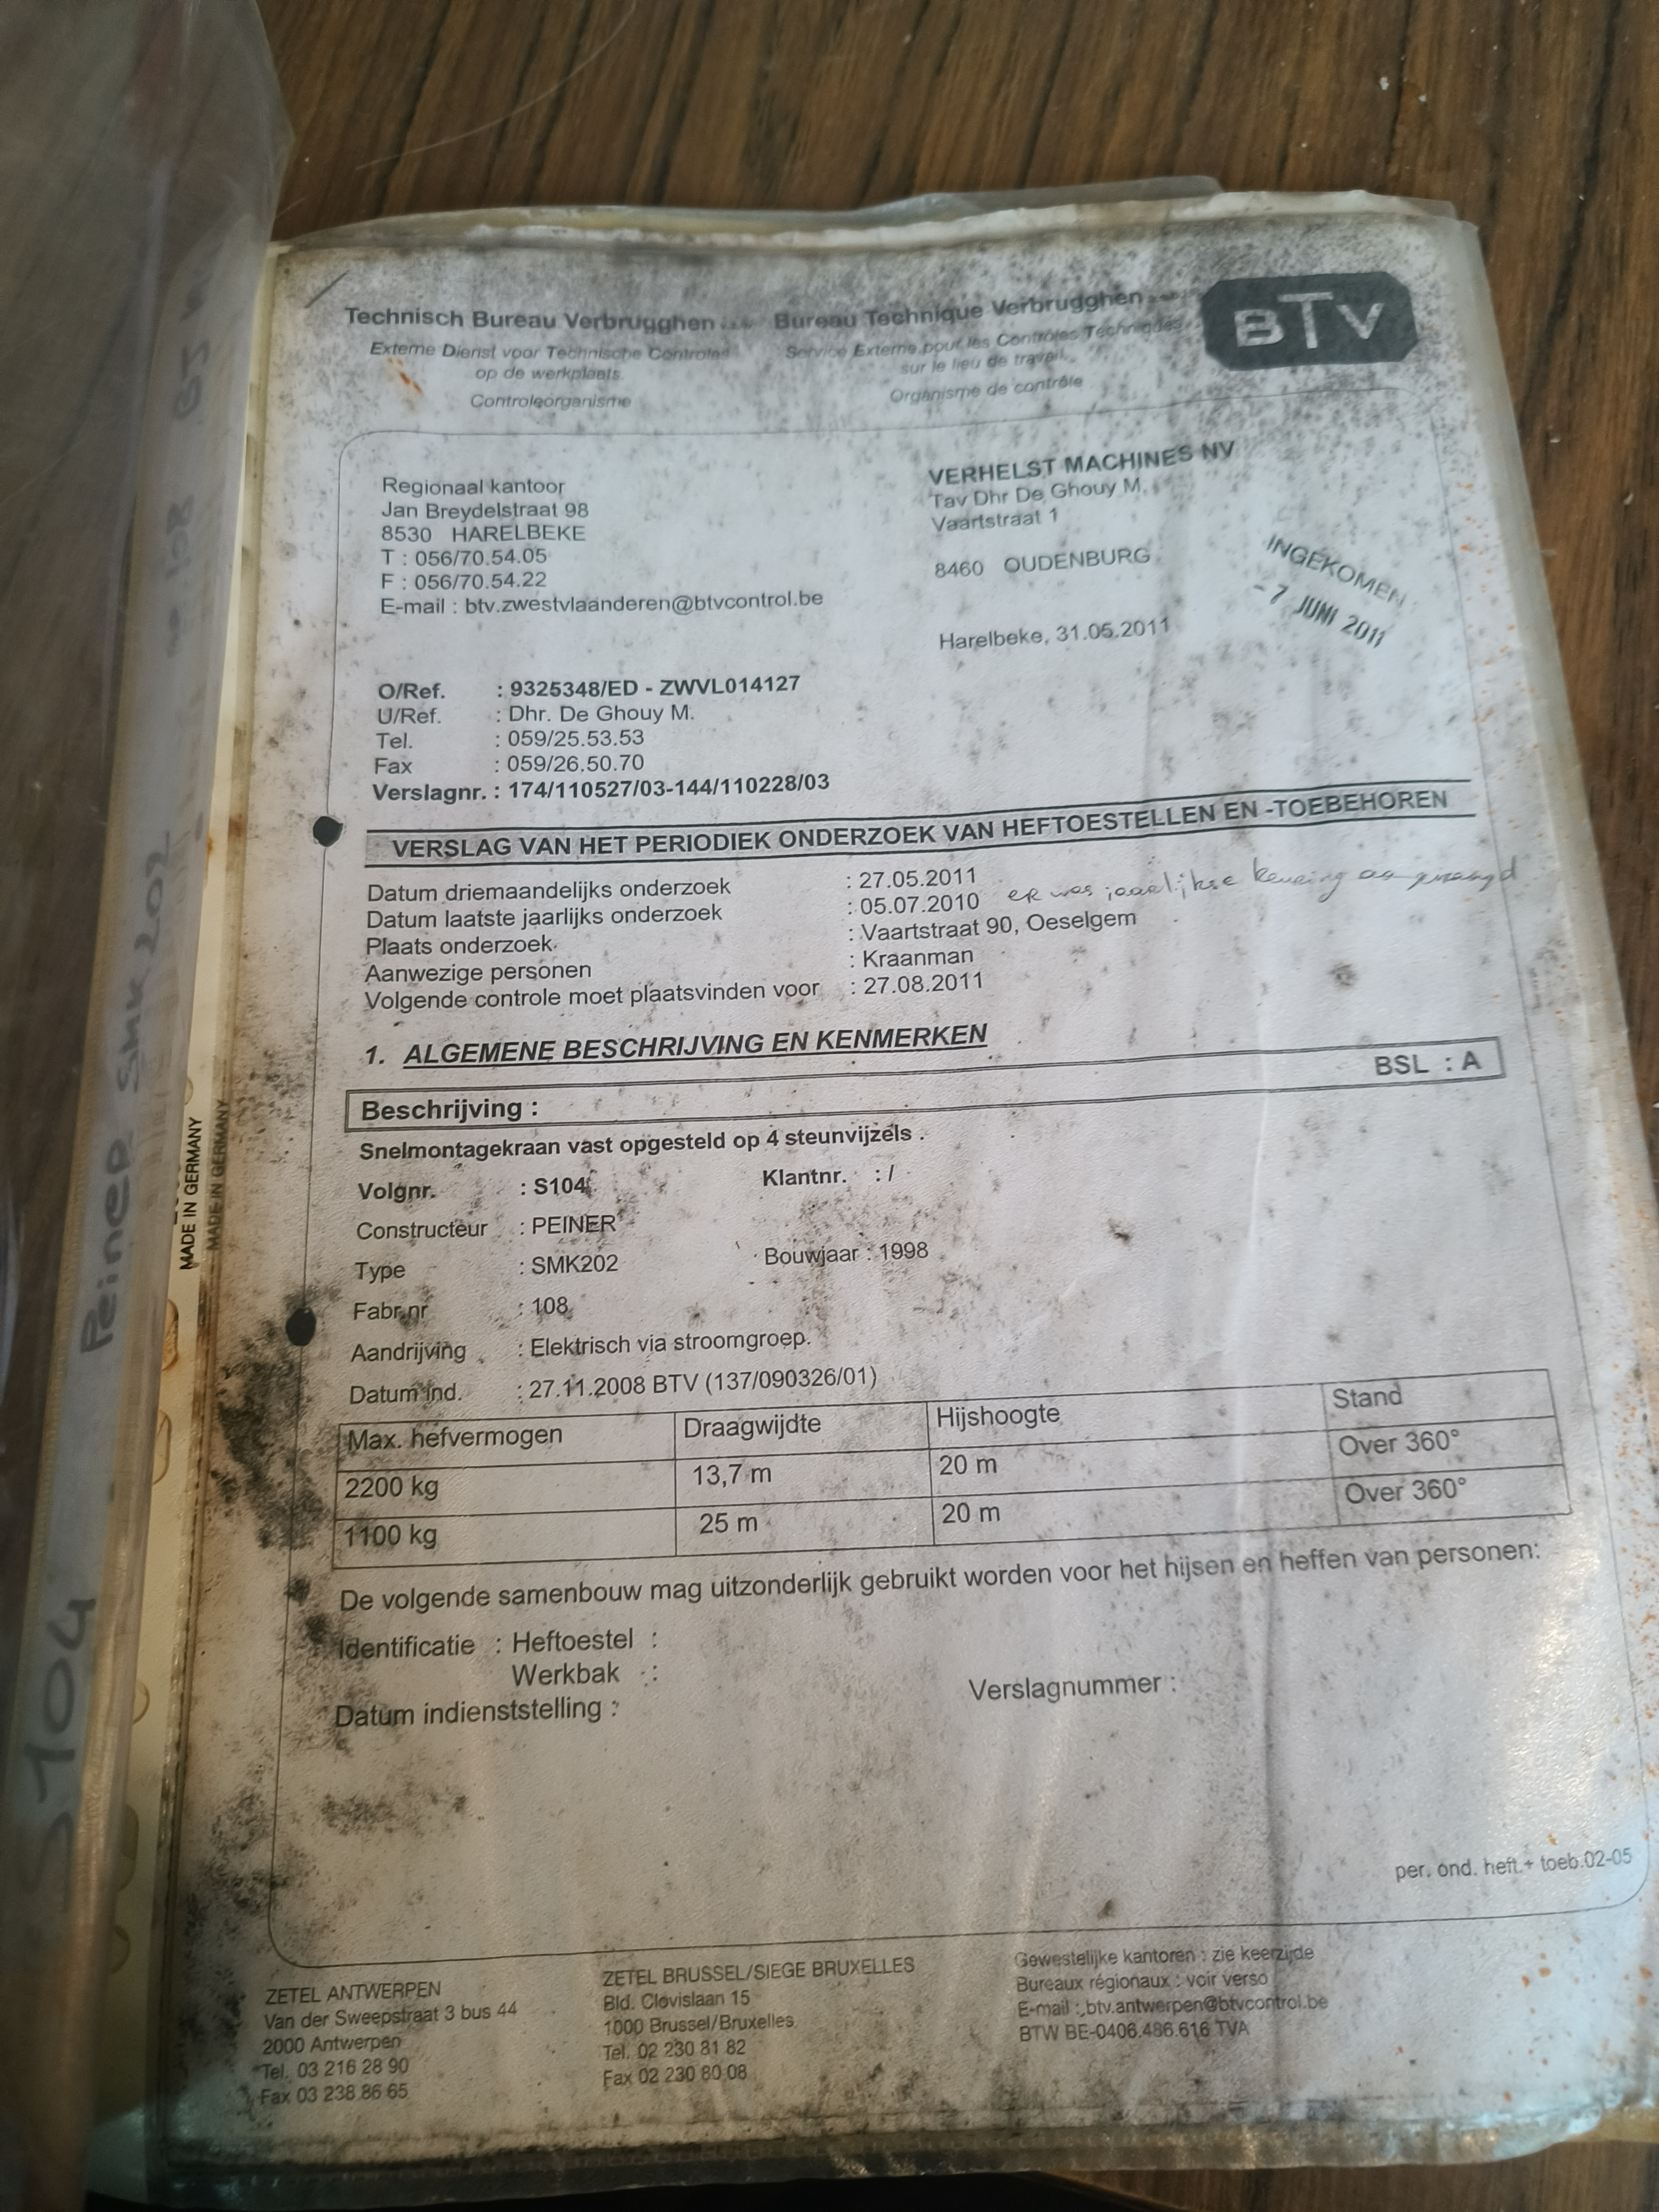 Technisch Bureau Verbrugghen
Externe Dienst voor Technische Controles
op de werkplaats
Controleorganisme
Bureau Technique Verbrugghen
Service Externe pour les Contrôles Techniques
sur le lieu de travail
Organisme de contrôle
BTV
Regionaal kantoor
Jan Breydelstraat 98
8530 HARELBEKE
T : 056/70.54.05
F : 056/70.54.22
E-mail : btv.zwestvlaanderen@btvcontrol.be
VERHELST MACHINES NV
Tav Dhr De Ghouy M.
Vaartstraat 1
8460 OUDENBURG
INGEKOMEN
- 7 JUNI 2011
Harelbeke, 31.05.2011
O/Ref. : 9325348/ED - ZWVL014127
U/Ref. : Dhr. De Ghouy M.
Tel. : 059/25.53.53
Fax : 059/26.50.70
Verslagnr. : 174/110527/03-144/110228/03
VERSLAG VAN HET PERIODIEK ONDERZOEK VAN HEFTOESTELLEN EN -TOEBEHOREN
Datum driemaandelijks onderzoek : 27.05.2011
Datum laatste jaarlijks onderzoek : 05.07.2010 er was jaarlijkse keuring
Plaats onderzoek : Vaartstraat 90, Oeselgem
Aanwezige personen : Kraanman
Volgende controle moet plaatsvinden voor : 27.08.2011
1. ALGEMENE BESCHRIJVING EN KENMERKEN
Beschrijving : BSL : A
Snelmontagekraan vast opgesteld op 4 steunvijzels .
Volgnr. : S104 Klantnr. : /
Constructeur : PEINER
Type : SMK202 Bouwjaar : 1998
Fabr.nr : 108
Aandrijving : Elektrisch via stroomgroep.
Datum ind. : 27.11.2008 BTV (137/090326/01)
Max. hefvermogen Draagwijdte Hijshoogte Stand
2200 kg 13,7 m 20 m Over 360°
1100 kg 25 m 20 m Over 360°
De volgende samenbouw mag uitzonderlijk gebruikt worden voor het hijsen en heffen van personen:
Identificatie : Heftoestel :
Werkbak :
Datum indienststelling : Verslagnummer :
per. ond. heft.+ toeb.02-05
ZETEL ANTWERPEN
Van der Sweepstraat 3 bus 44
2000 Antwerpen
Tel. 03 216 28 90
Fax 03 238 86 65
ZETEL BRUSSEL/SIEGE BRUXELLES
Bld. Clovislaan 15
1000 Brussel/Bruxelles
Tel. 02 230 81 82
Fax 02 230 80 08
Gewestelijke kantoren : zie keerzijde
Bureaux régionaux : voir verso
E-mail : btv.antwerpen@btvcontrol.be
BTW BE-0406.486.616 TVA
MADE IN GERMANY
MADE IN GERMANY
S104 Peiner SMK202